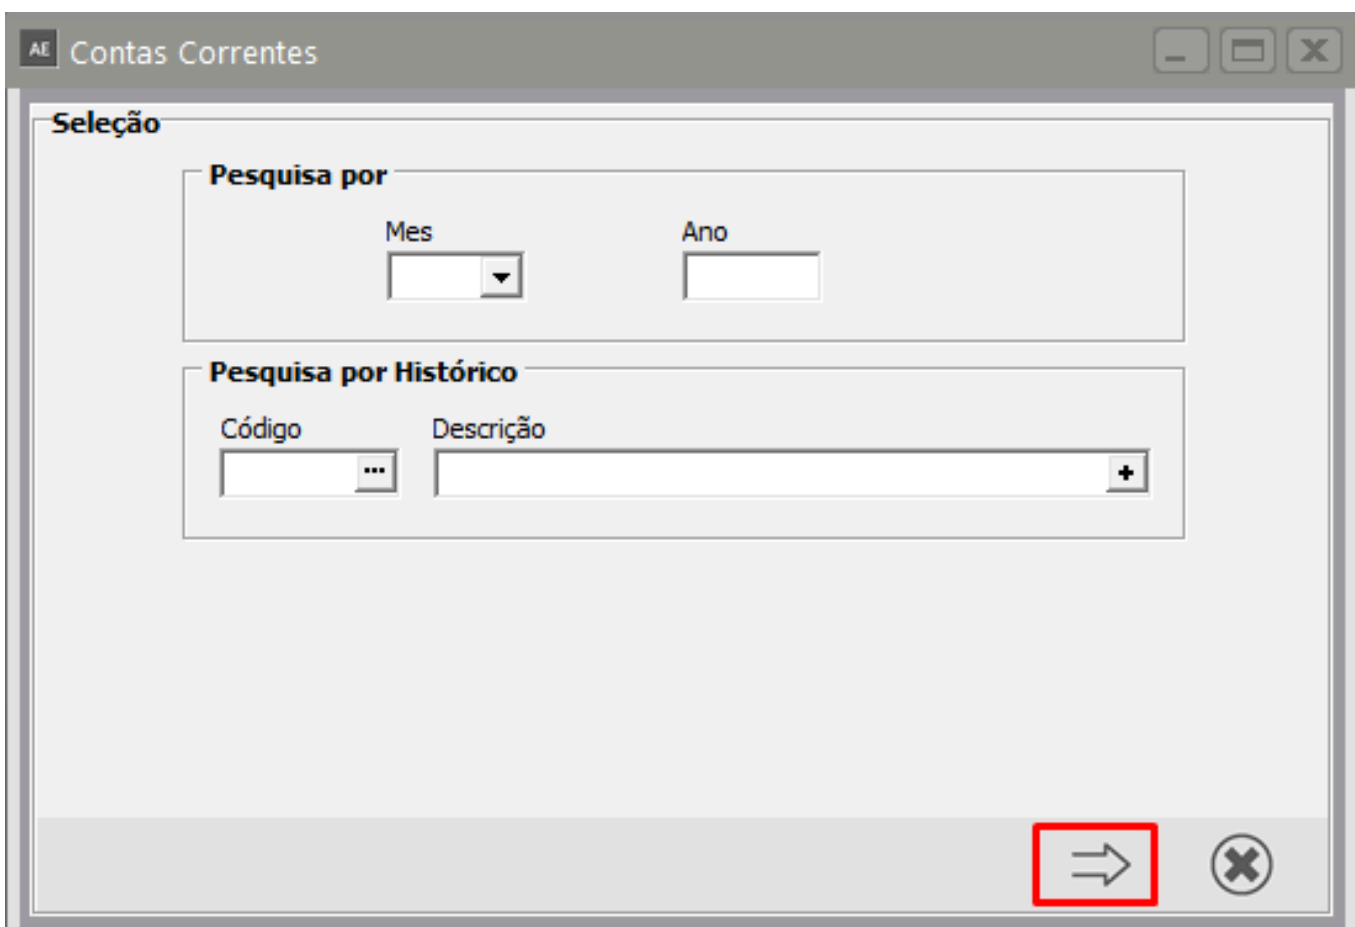 AE Contas Correntes
Seleção
Pesquisa por
Mes Ano
Pesquisa por Histórico
Código Descrição